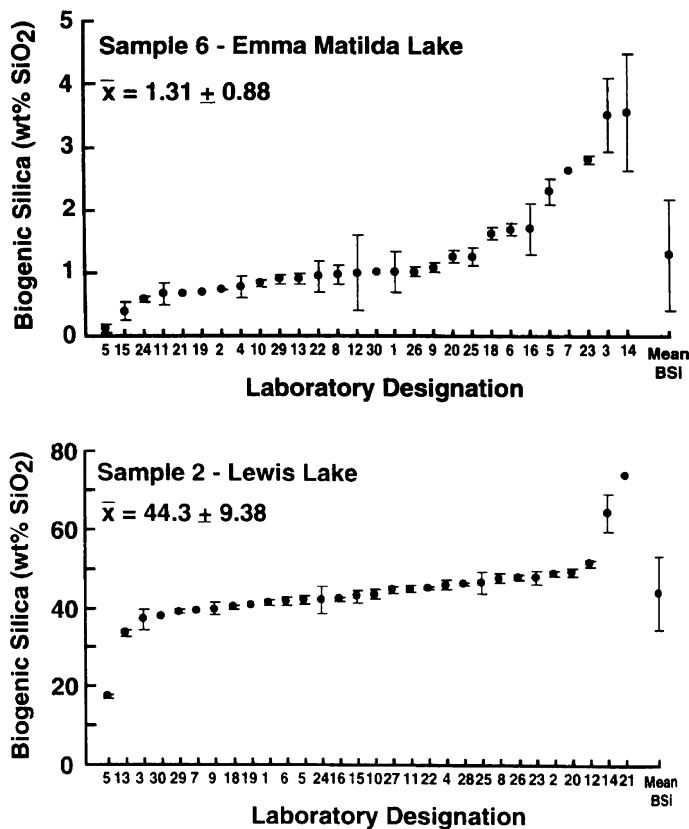 5
4
3
2
1
0
Biogenic Silica (wt% SiO2)
Sample 6 - Emma Matilda Lake
x̄ = 1.31 ± 0.88
5 15 24 11 21 19 2 4 10 29 13 22 8 12 30 1 26 9 20 25 18 6 16 5 7 23 3 14 Mean
BSi
Laboratory Designation
80
60
40
20
0
Biogenic Silica (wt% SiO2)
Sample 2 - Lewis Lake
x̄ = 44.3 ± 9.38
5 13 3 30 29 7 9 18 19 1 6 5 24 16 15 10 27 11 22 4 28 25 8 26 23 2 20 12 14 21 Mean
BSi
Laboratory Designation